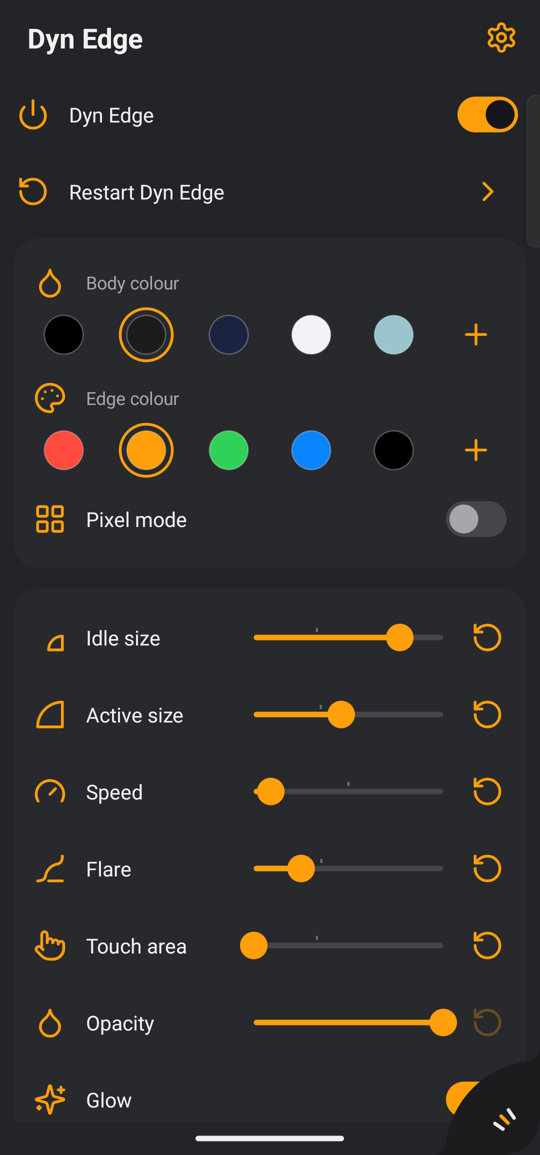 Dyn Edge
Dyn Edge
Restart Dyn Edge
Body colour
Edge colour
Pixel mode
Idle size
Active size
Speed
Flare
Touch area
Opacity
Glow